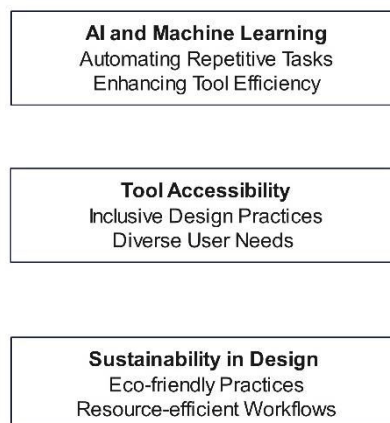 AI and Machine Learning
Automating Repetitive Tasks
Enhancing Tool Efficiency
Tool Accessibility
Inclusive Design Practices
Diverse User Needs
Sustainability in Design
Eco-friendly Practices
Resource-efficient Workflows